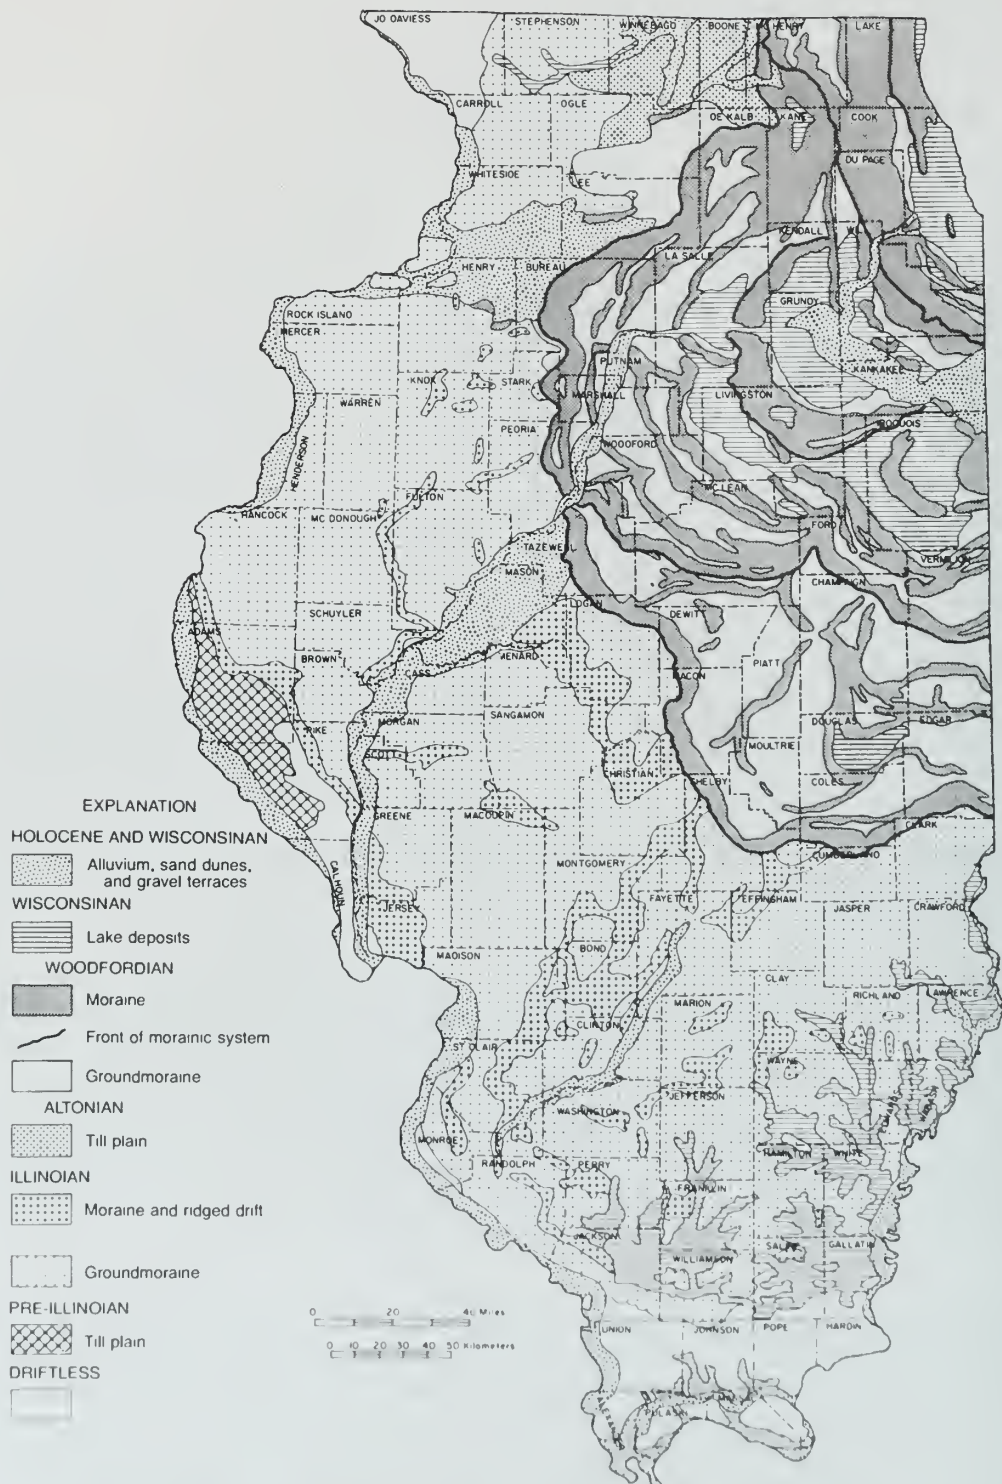 JO DAVIESS
STEPHENSON
WINNEBAGO
BOONE
MC HENRY
LAKE
CARROLL
OGLE
DE KALB
KANE
COOK
DU PAGE
WHITESIDE
LEE
KENDALL
WILL
LA SALLE
HENRY
BUREAU
GRUNDY
ROCK ISLAND
MERCER
PUTNAM
KANKAKEE
KNOX
STARK
MARSHALL
LIVINGSTON
WARREN
PEORIA
IROQUOIS
HENDERSON
WOODFORD
FULTON
MC LEAN
HANCOCK
MC DONOUGH
FORD
TAZEWELL
VERMILION
MASON
CHAMPAIGN
LOGAN
DEWITT
SCHUYLER
ADAMS
MENARD
BROWN
CASS
PIATT
MACON
MORGAN
SANGAMON
DOUGLAS
EDGAR
PIKE
SCOTT
MOULTRIE
CHRISTIAN
SHELBY
COLES
EXPLANATION
GREENE
MACOUPIN
CLARK
HOLOCENE AND WISCONSINAN
Alluvium, sand dunes,
and gravel terraces
MONTGOMERY
CUMBERLAND
CALHOUN
FAYETTE
EFFINGHAM
WISCONSINAN
JERSEY
JASPER
CRAWFORD
Lake deposits
BOND
MADISON
WOODFORDIAN
CLAY
Moraine
MARION
RICHLAND
LAWRENCE
CLINTON
Front of morainic system
ST CLAIR
WAYNE
Groundmoraine
JEFFERSON
EDWARDS
WABASH
ALTONIAN
WASHINGTON
Till plain
MONROE
HAMILTON
WHITE
RANDOLPH
PERRY
ILLINOIAN
FRANKLIN
Moraine and ridged drift
JACKSON
SALINE
GALLATIN
WILLIAMSON
Groundmoraine
PRE-ILLINOIAN
0 20 40 Miles
Till plain
UNION
JOHNSON
POPE
HARDIN
0 10 20 30 40 50 Kilometers
DRIFTLESS
ALEXANDER
PULASKI